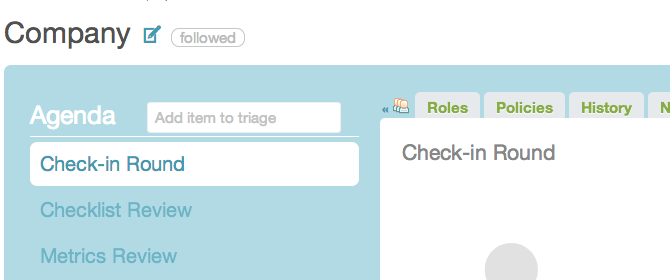 Company followed
Agenda Add item to triage
« Roles Policies History N
Check-in Round
Checklist Review
Metrics Review
Check-in Round